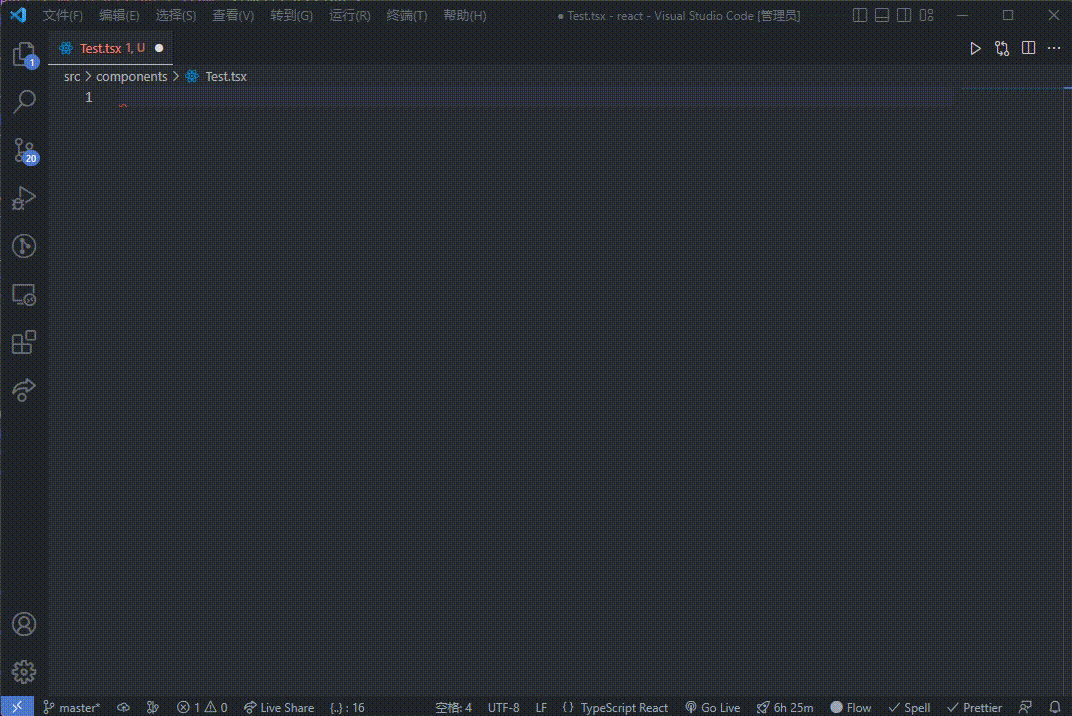 文件(F) 编辑(E) 选择(S) 查看(V) 转到(G) 运行(R) 终端(T) 帮助(H) ● Test.tsx - react - Visual Studio Code [管理员]
Test.tsx 1, U
src > components > Test.tsx
1
1
20
master* 1 0 Live Share {..} : 16 空格: 4 UTF-8 LF { } TypeScript React Go Live 6h 25m Flow Spell Prettier